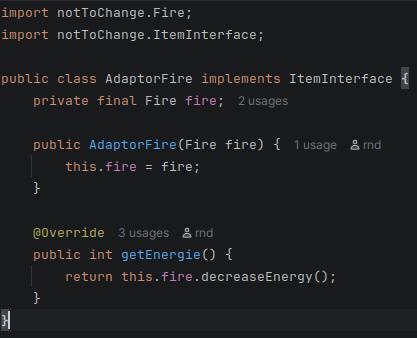 import notToChange.Fire;
import notToChange.ItemInterface;

public class AdaptorFire implements ItemInterface {
    private final Fire fire;  2 usages

    public AdaptorFire(Fire fire) {  1 usage  rnd
        this.fire = fire;
    }

    @Override  3 usages  rnd
    public int getEnergie() {
        return this.fire.decreaseEnergy();
    }
}